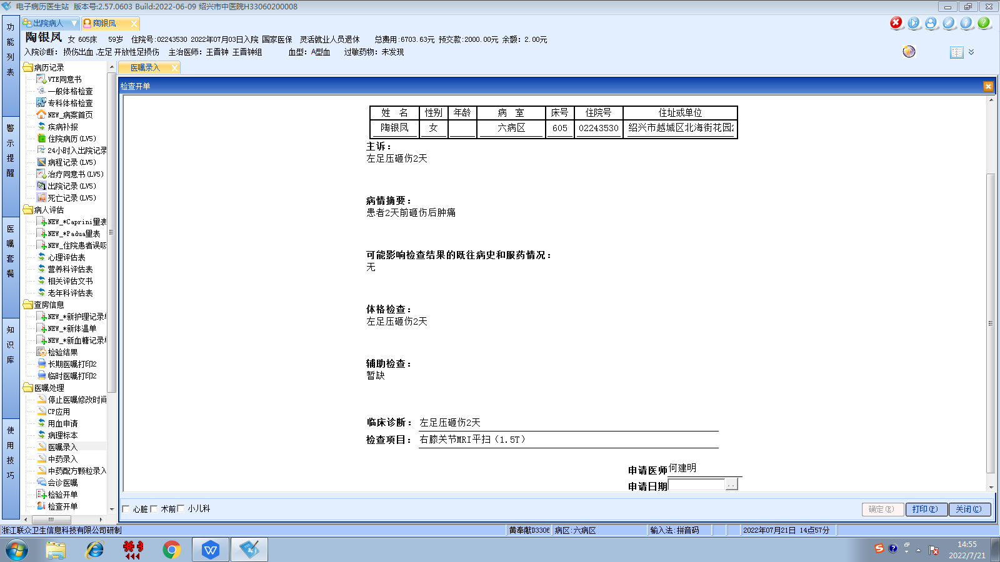 电子病历医生站 版本号:2.57.0603 Build:2022-06-09 绍兴市中医院H33060200008
功能列表
警示提醒
医嘱套餐
知识库
使用技巧
出院病人
陶银凤
陶银凤 女 605床 59岁 住院号:02243530 2022年07月03日入院 国家医保 灵活就业人员退休 总费用:6703.63元 预交款:2000.00元 余额: 2.00元
入院诊断: 损伤出血 ,左足 开放性足损伤 主治医师: 王晋钟 王晋钟组 血型: A型血 过敏药物: 未发现
病历记录
VTE同意书
一般体格检查
专科体格检查
NEW_病案首页
疾病补报
住院病历(LV5)
24小时入出院记录
病程记录(LV5)
治疗同意书(LV5)
出院记录(LV5)
死亡记录(LV5)
病人评估
NEW_*Caprini量表
NEW_*Padua量表
NEW_住院患者误吸
心理评估表
营养科评估表
相关评估文书
老年科评估表
查房信息
NEW_*新护理记录单
NEW_*新体温单
NEW_*新血糖记录单
检验结果
长期医嘱打印2
临时医嘱打印2
医嘱处理
停止医嘱修改时间
CP应用
用血申请
病理标本
医嘱录入
中药录入
中药配方颗粒录入
会诊医嘱
检验开单
检查开单
医嘱录入
检查开单
姓 名 性别 年龄 病 室 床号 住院号 住址或单位
陶银凤 女 六病区 605 02243530 绍兴市越城区北海街花园2
主诉:
左足压砸伤2天
病情摘要:
患者2天前砸伤后肿痛
可能影响检查结果的既往病史和服药情况:
无
体格检查:
左足压砸伤2天
辅助检查:
暂缺
临床诊断: 左足压砸伤2天
检查项目: 右膝关节MRI平扫（1.5T）
申请医师 何建明
申请日期 ..
心脏 术前 小儿科
确定(E) 打印(P) 关闭(C)
浙江联众卫生信息科技有限公司研制 黄奉献D3306 病区:六病区 输入法:拼音码 2022年07月21日 14点57分
14:55
2022/7/21